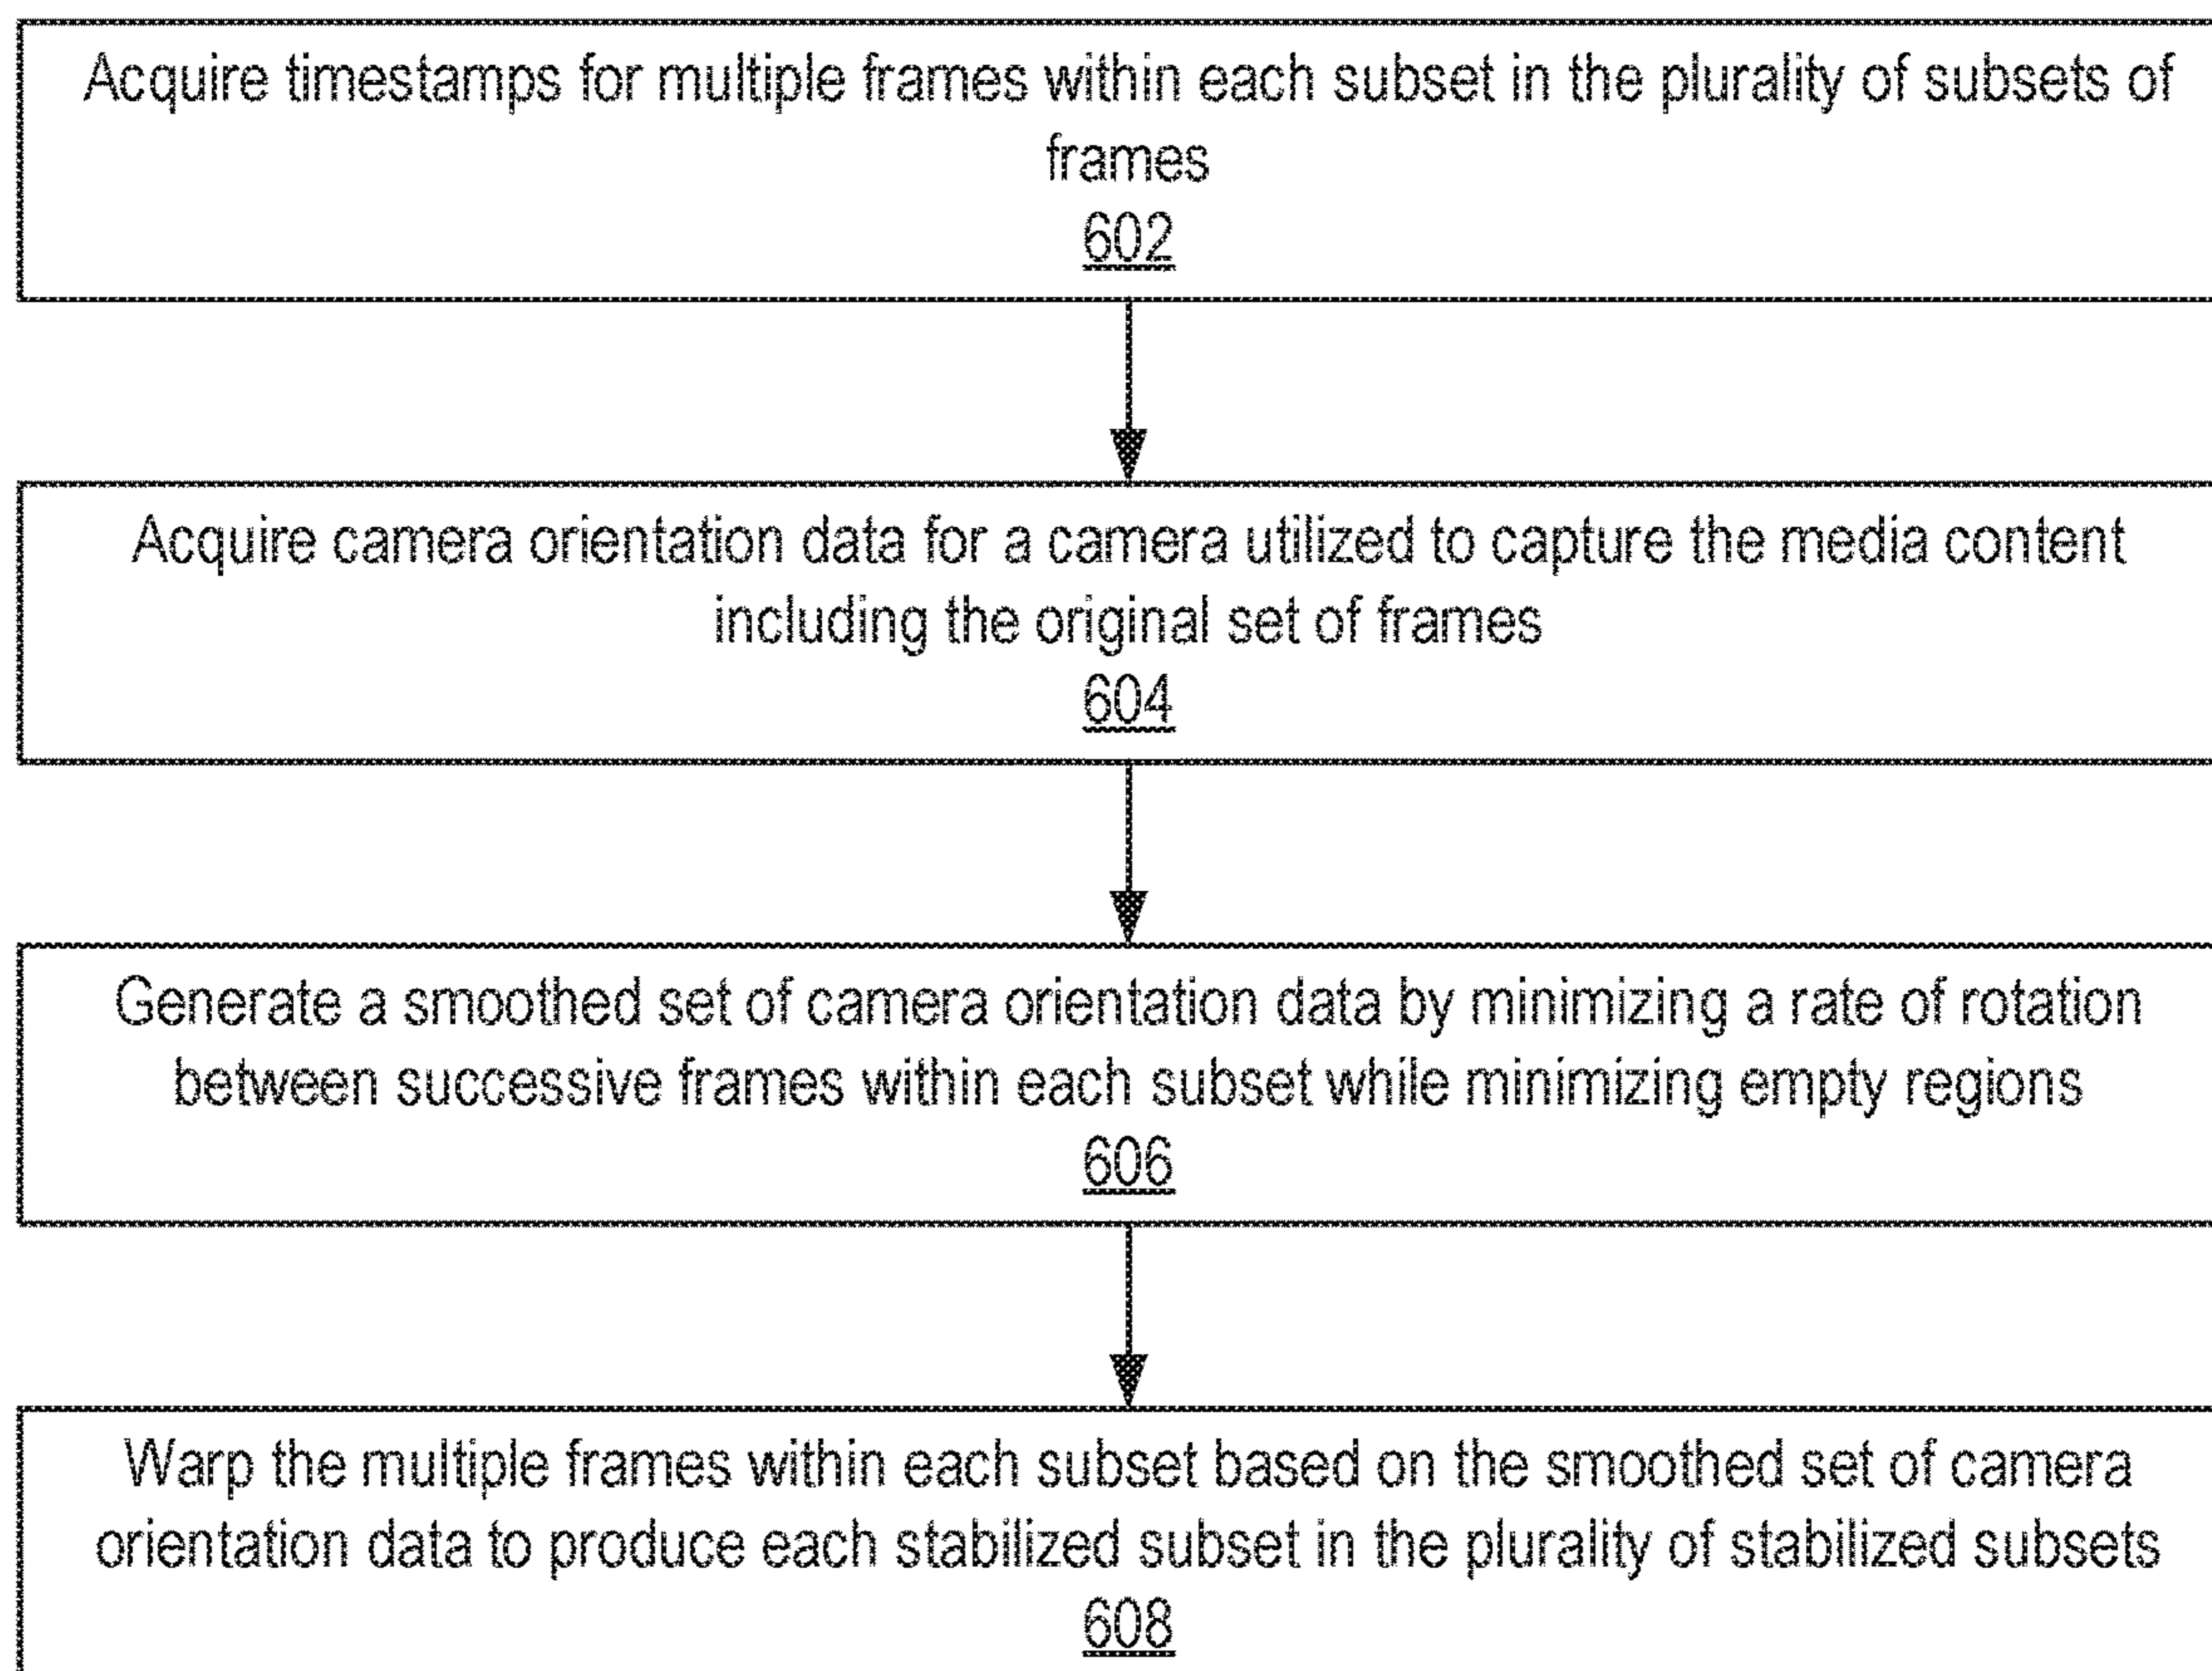 Acquire timestamps for multiple frames within each subset in the plurality of subsets of
frames
602
Acquire camera orientation data for a camera utilized to capture the media content
including the original set of frames
604
Generate a smoothed set of camera orientation data by minimizing a rate of rotation
between successive frames within each subset while minimizing empty regions
606
Warp the multiple frames within each subset based on the smoothed set of camera
orientation data to produce each stabilized subset in the plurality of stabilized subsets
608